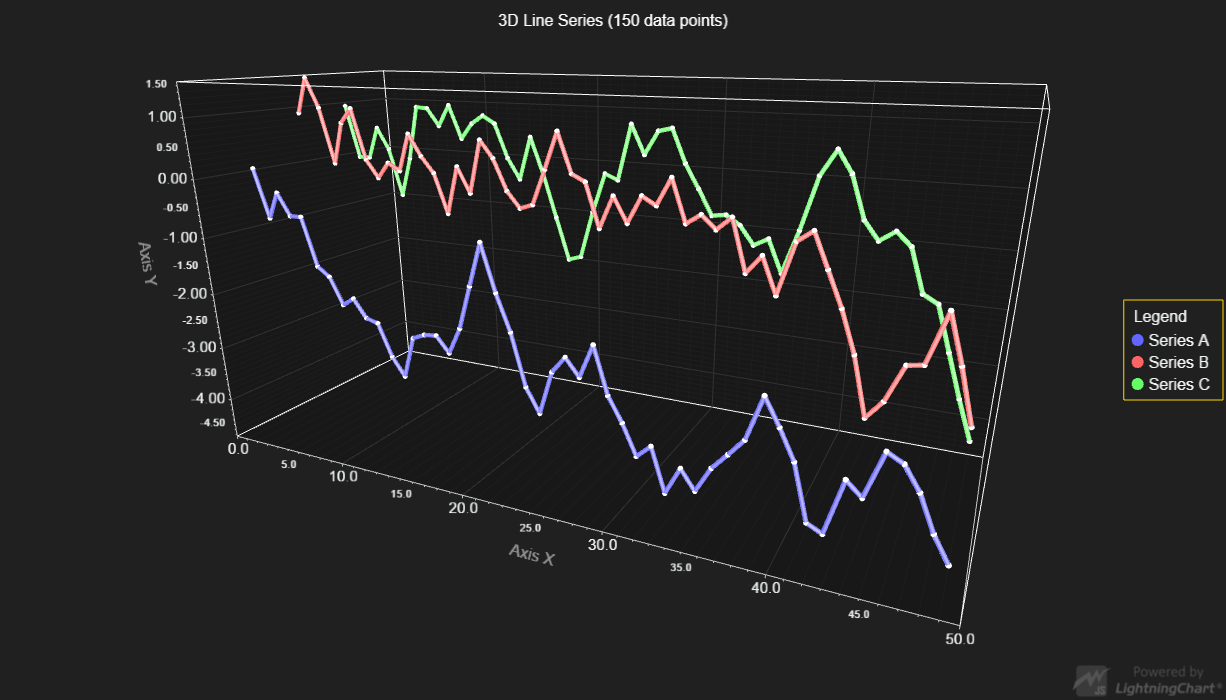 3D Line Series (150 data points)
1.50
1.00
0.50
0.00
-0.50
-1.00
-1.50
-2.00
-2.50
-3.00
-3.50
-4.00
-4.50
Axis Y
0.0
5.0
10.0
15.0
20.0
25.0
30.0
35.0
40.0
45.0
50.0
Axis X
Legend
Series A
Series B
Series C
JS
Powered by
LightningChart®